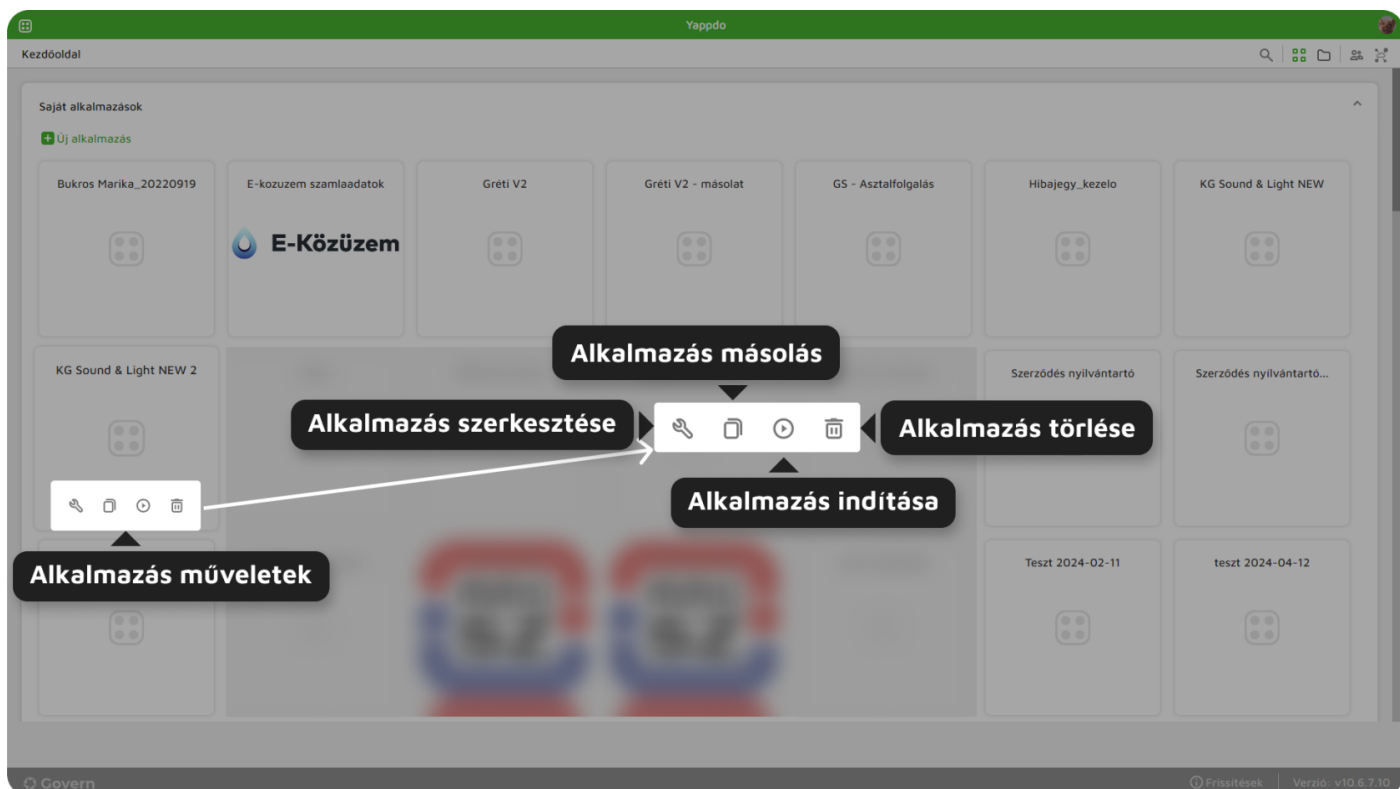 Yappdo
Kezdőoldal
Saját alkalmazások
Új alkalmazás
Bukros Marika_20220919
E-kozuzem szamlaadatok
Gréti V2
Gréti V2 - másolat
GS - Asztalfolgalás
Hibajegy_kezelo
KG Sound & Light NEW
E-Közüzem
KG Sound & Light NEW 2
Alkalmazás másolás
Szerződés nyilvántartó
Szerződés nyilvántartó...
Alkalmazás szerkesztése
Alkalmazás törlése
Alkalmazás indítása
Alkalmazás műveletek
Teszt 2024-02-11
teszt 2024-04-12
Govern
Frissítések
Verzió: v10.6.7.10